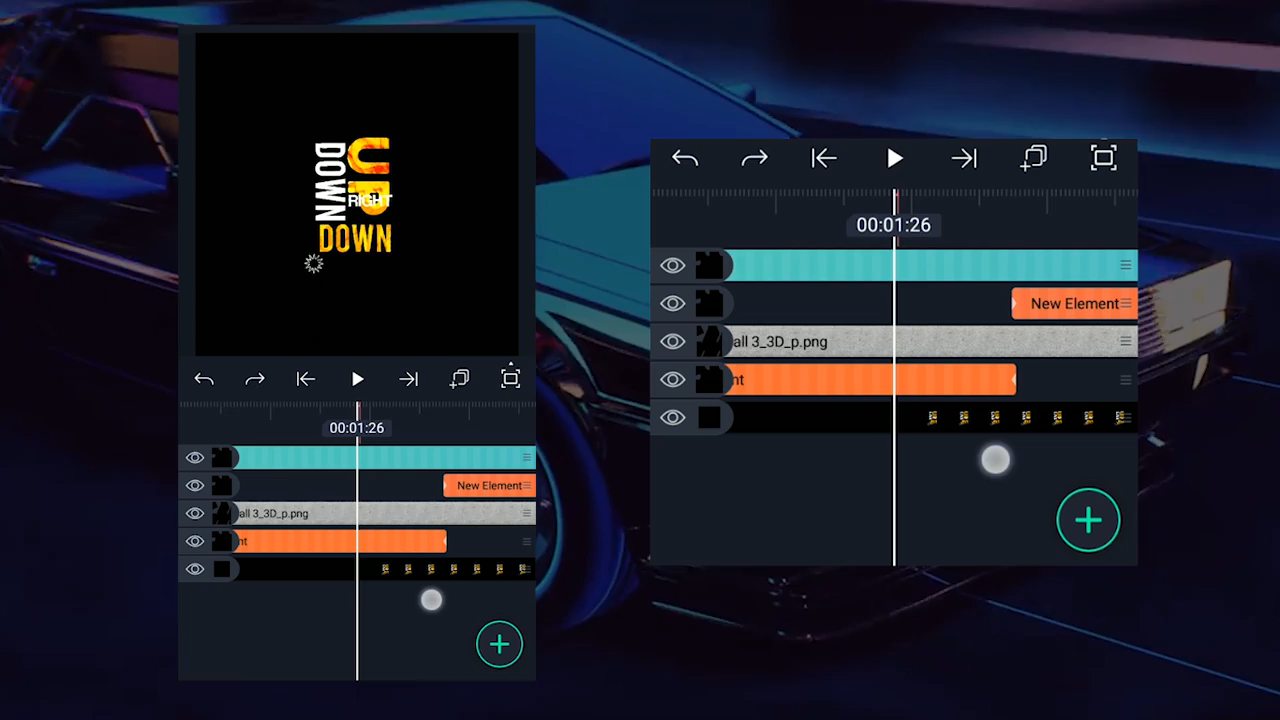 UP
DOWN
RIGHT
DOWN
00:01:26
New Element
all 3_3D_p.png
nt
00:01:26
New Element
all 3_3D_p.png
nt